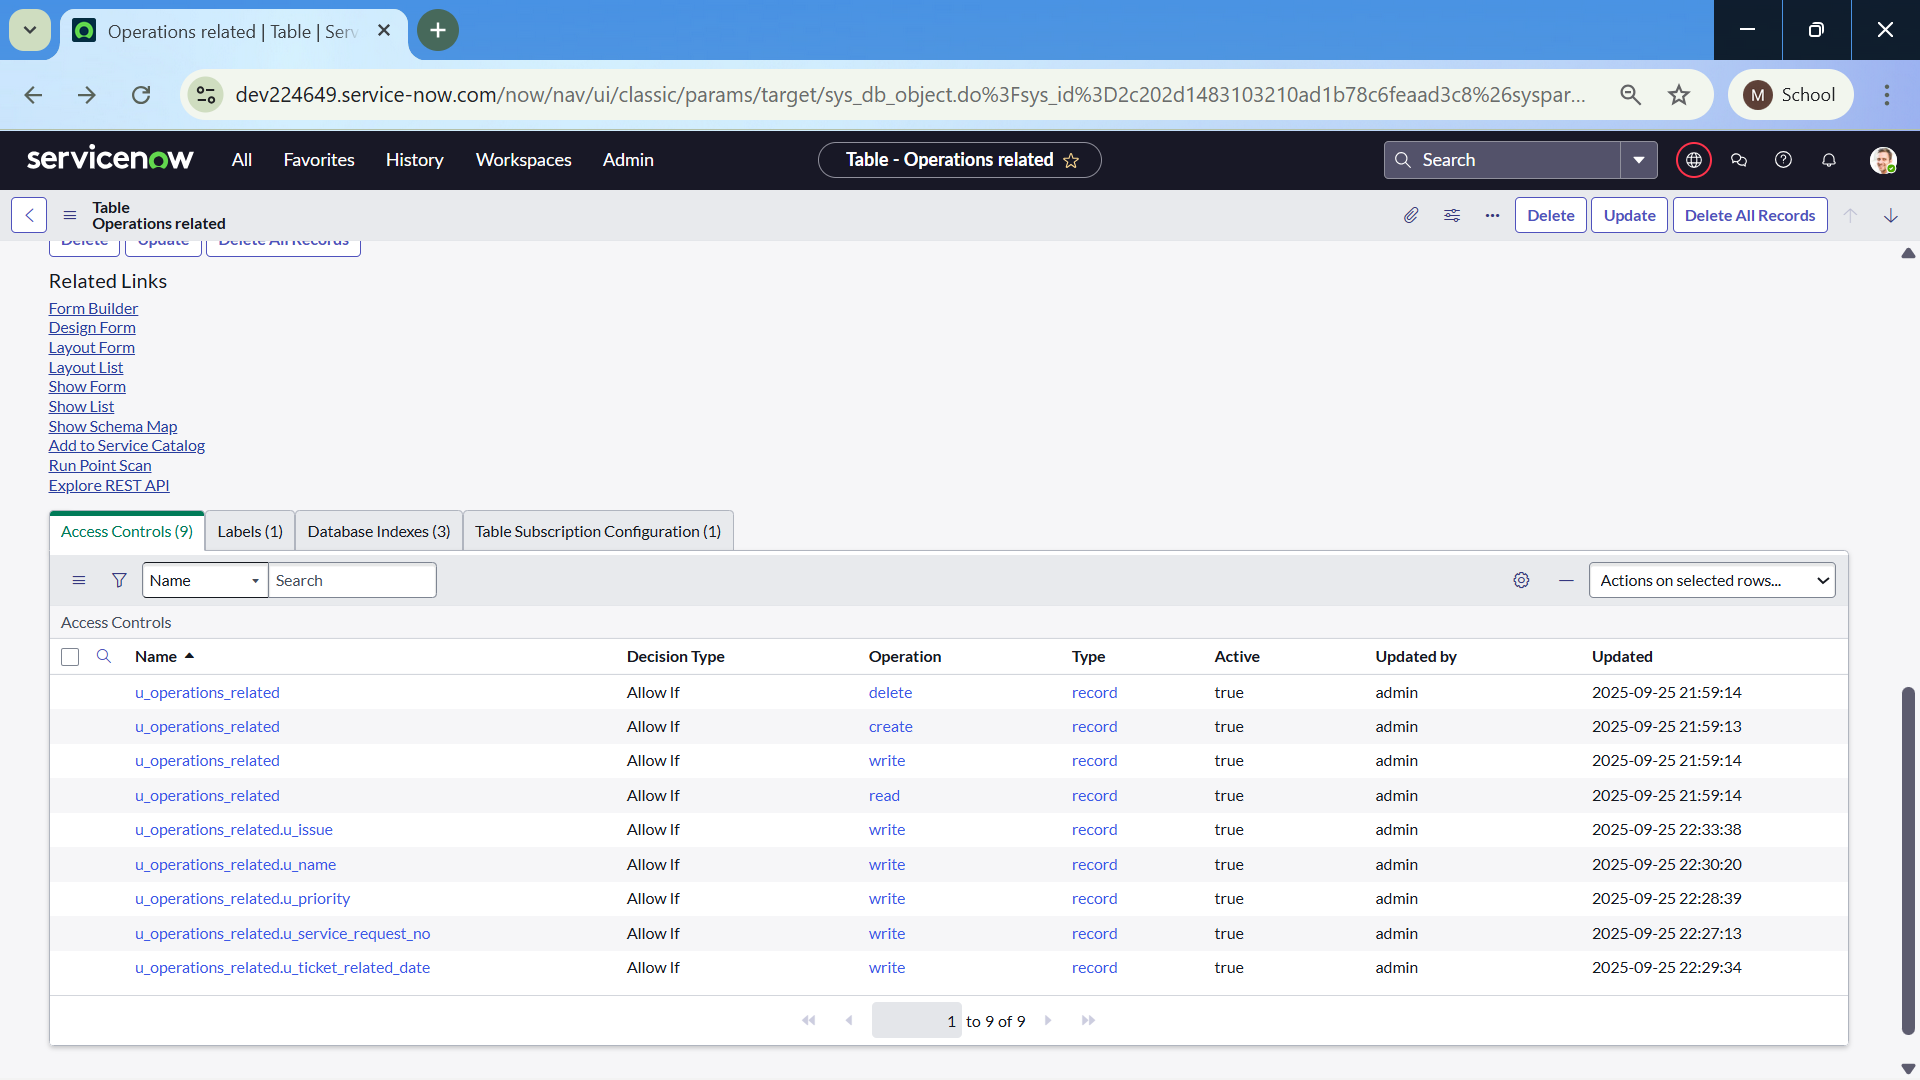 Operations related | Table | Serv
dev224649.service-now.com/now/nav/ui/classic/params/target/sys_db_object.do%3Fsys_id%3D2c202d1483103210ad1b78c6feaad3c8%26syspar...
M School
servicenow All Favorites History Workspaces Admin Table - Operations related Search
Table
Operations related
Delete Update Delete All Records
Delete Update Delete All Records
Related Links
Form Builder
Design Form
Layout Form
Layout List
Show Form
Show List
Show Schema Map
Add to Service Catalog
Run Point Scan
Explore REST API
Access Controls (9) Labels (1) Database Indexes (3) Table Subscription Configuration (1)
Name Search Actions on selected rows...
Access Controls
Name Decision Type Operation Type Active Updated by Updated
u_operations_related Allow If delete record true admin 2025-09-25 21:59:14
u_operations_related Allow If create record true admin 2025-09-25 21:59:13
u_operations_related Allow If write record true admin 2025-09-25 21:59:14
u_operations_related Allow If read record true admin 2025-09-25 21:59:14
u_operations_related.u_issue Allow If write record true admin 2025-09-25 22:33:38
u_operations_related.u_name Allow If write record true admin 2025-09-25 22:30:20
u_operations_related.u_priority Allow If write record true admin 2025-09-25 22:28:39
u_operations_related.u_service_request_no Allow If write record true admin 2025-09-25 22:27:13
u_operations_related.u_ticket_related_date Allow If write record true admin 2025-09-25 22:29:34
1 to 9 of 9